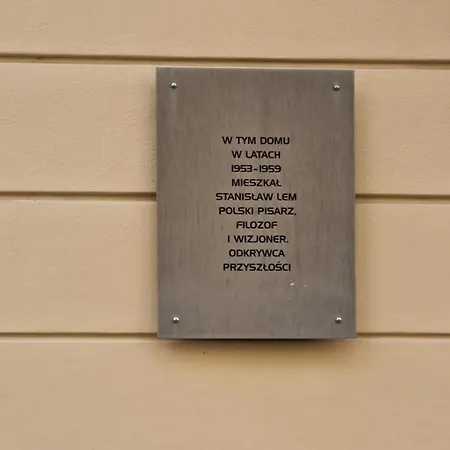 W TYM DOMU
W LATACH
1953-1959
MIESZKAŁ
STANISŁAW LEM
POLSKI PISARZ,
FILOZOF
I WIZJONER.
ODKRYWCA
PRZYSZŁOŚCI